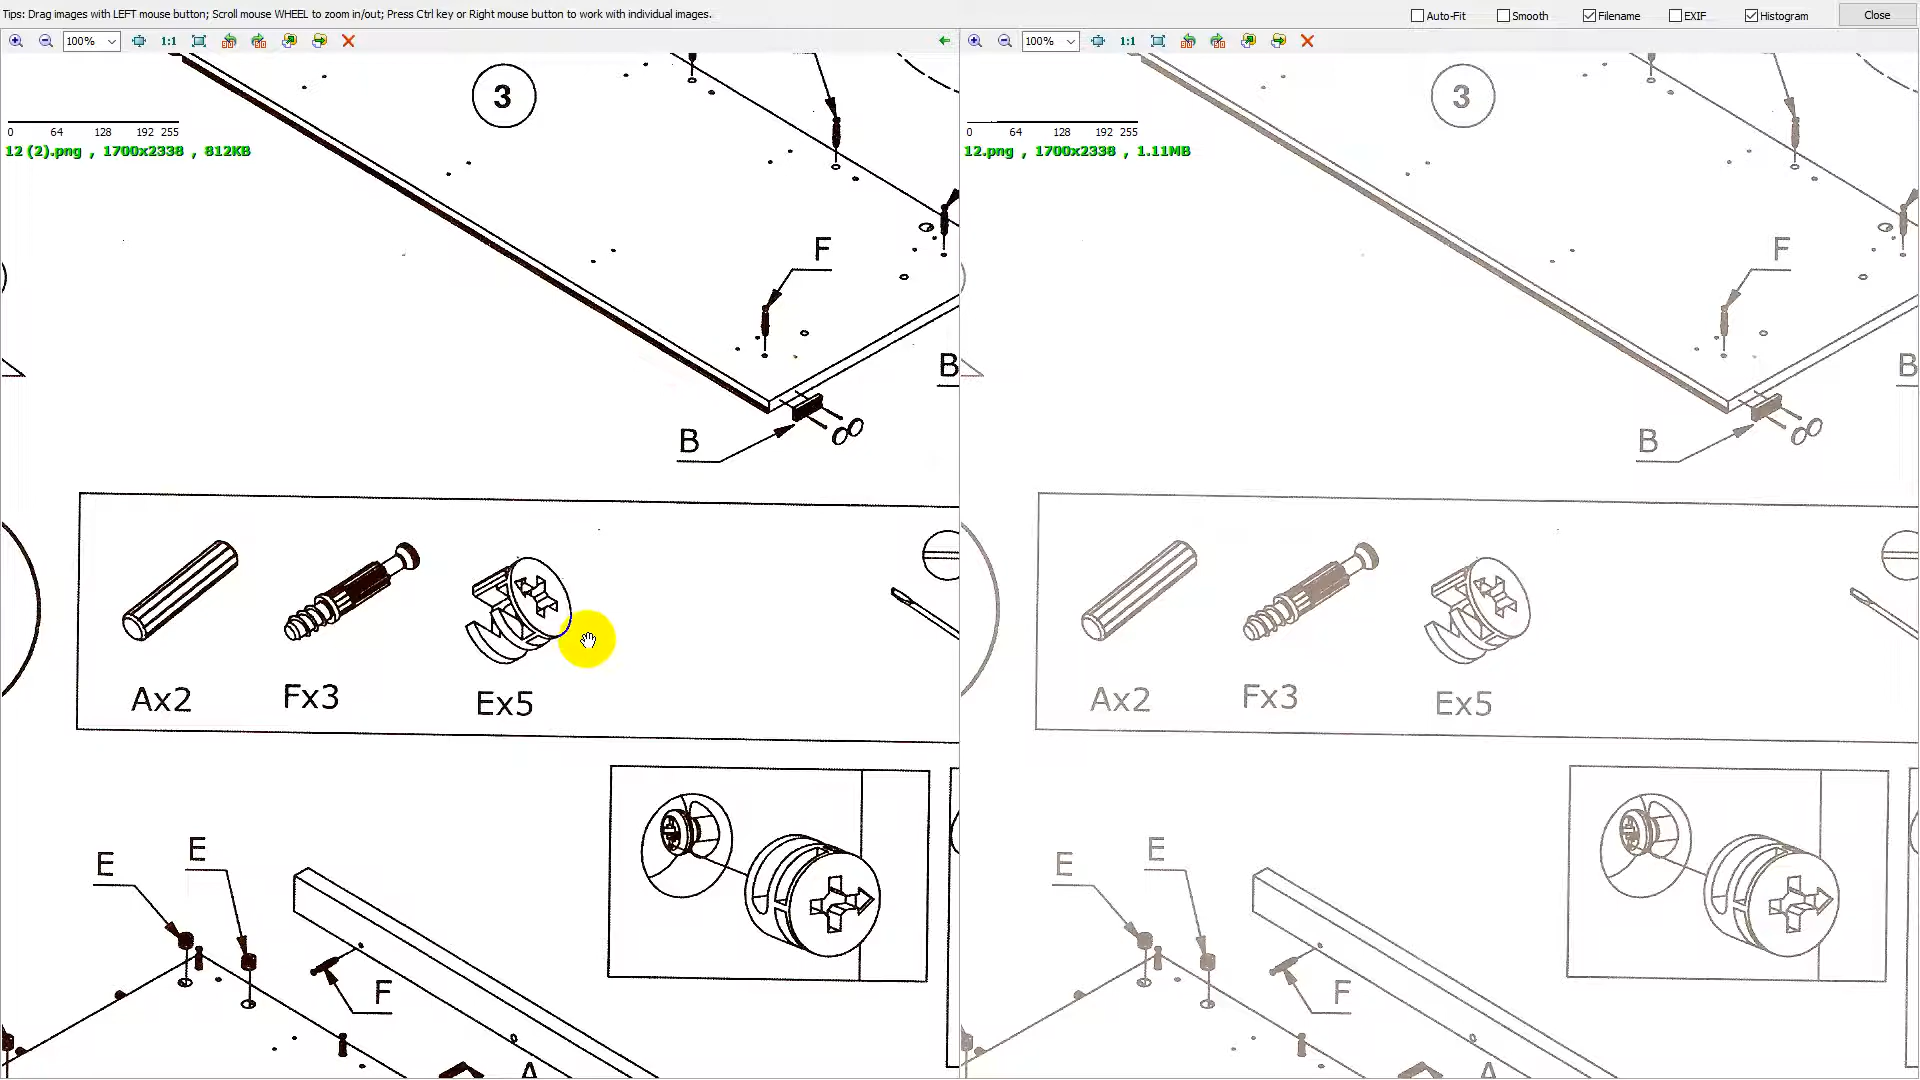 Tips: Drag images with LEFT mouse button; Scroll mouse WHEEL to zoom in/out; Press Ctrl key or Right mouse button to work with individual images.
Auto-Fit Smooth Filename EXIF Histogram Close
100% 1:1
100% 1:1
3
0 64 128 192 255
12 (2).png , 1700x2338 , 812KB
F
B
B
Ax2 Fx3 Ex5
E E
F
A
3
0 64 128 192 255
12.png , 1700x2338 , 1.11MB
F
B
B
Ax2 Fx3 Ex5
E E
F
A